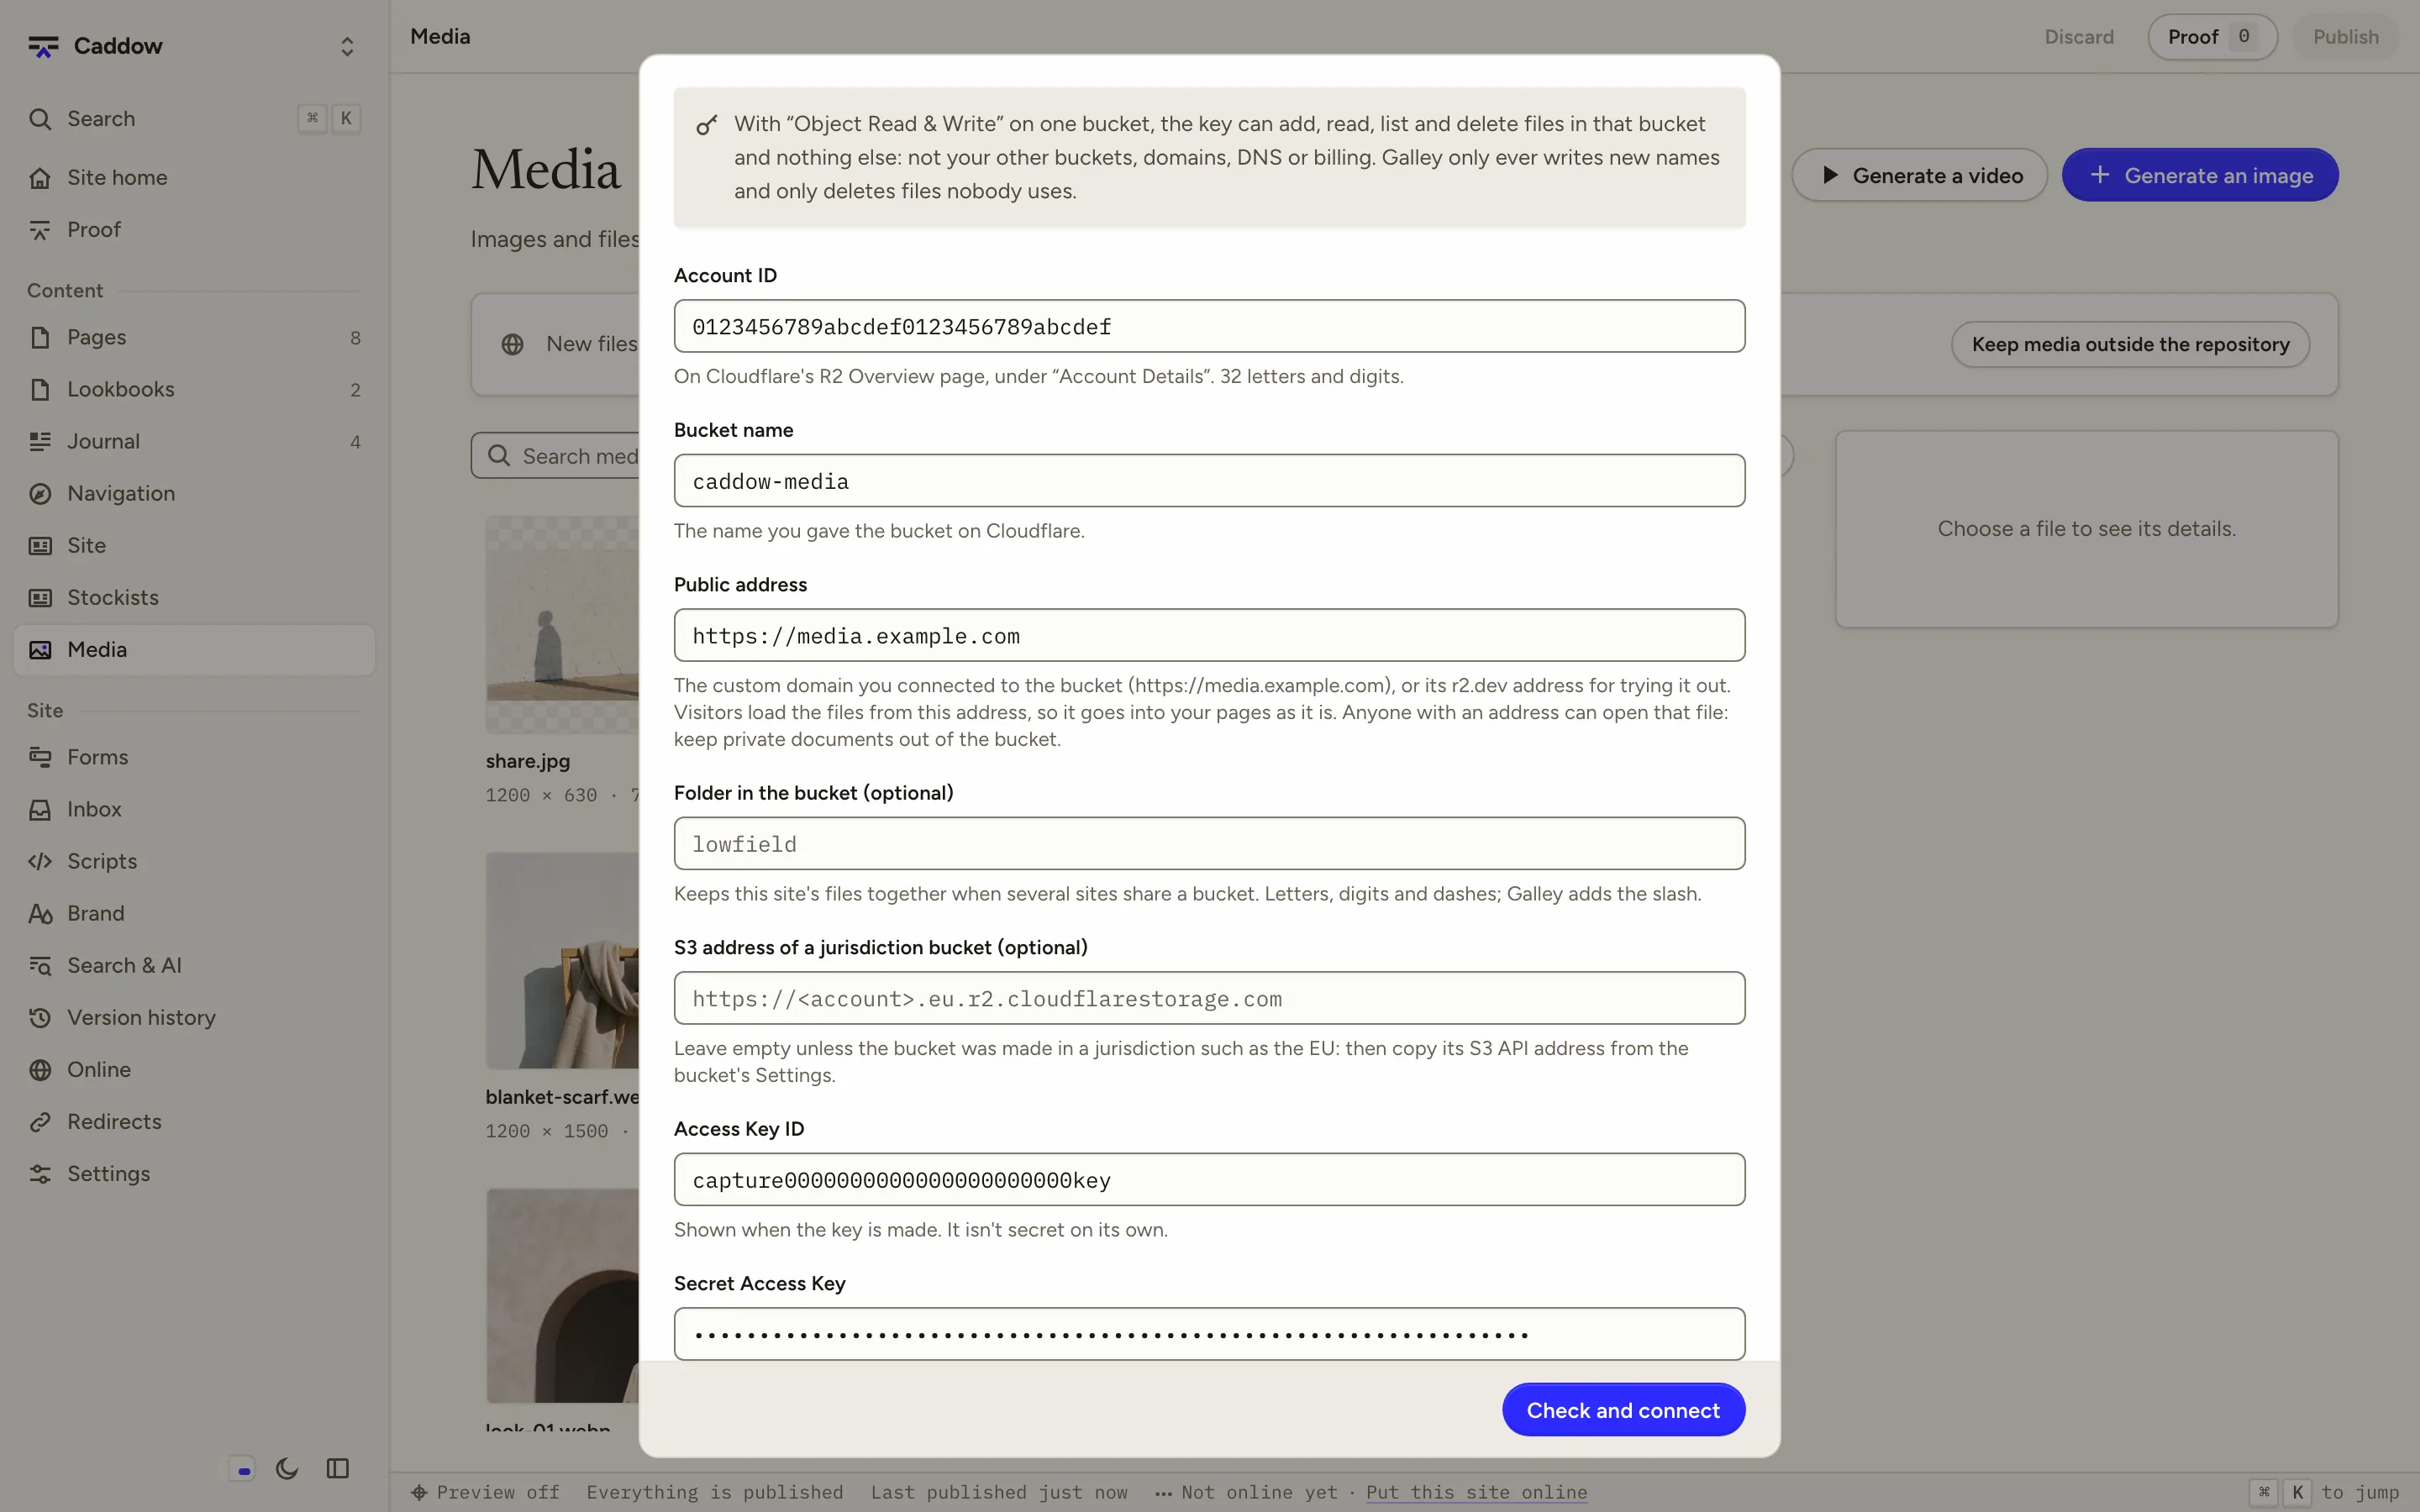 Caddow
Search
⌘ K
Site home
Proof
Content
Pages 8
Lookbooks 2
Journal 4
Navigation
Site
Stockists
Media
Site
Forms
Inbox
Scripts
Brand
Search & AI
Version history
Online
Redirects
Settings
Media
Discard
Proof 0
Publish
Media
Generate a video
Generate an image
Images and files
New files
Keep media outside the repository
Search med
Choose a file to see its details.
share.jpg
1200 × 630 · 7
blanket-scarf.we
1200 × 1500 ·
look-01.webp
With “Object Read & Write” on one bucket, the key can add, read, list and delete files in that bucket
and nothing else: not your other buckets, domains, DNS or billing. Galley only ever writes new names
and only deletes files nobody uses.
Account ID
0123456789abcdef0123456789abcdef
On Cloudflare's R2 Overview page, under “Account Details”. 32 letters and digits.
Bucket name
caddow-media
The name you gave the bucket on Cloudflare.
Public address
https://media.example.com
The custom domain you connected to the bucket (https://media.example.com), or its r2.dev address for trying it out.
Visitors load the files from this address, so it goes into your pages as it is. Anyone with an address can open that file:
keep private documents out of the bucket.
Folder in the bucket (optional)
lowfield
Keeps this site's files together when several sites share a bucket. Letters, digits and dashes; Galley adds the slash.
S3 address of a jurisdiction bucket (optional)
https://<account>.eu.r2.cloudflarestorage.com
Leave empty unless the bucket was made in a jurisdiction such as the EU: then copy its S3 API address from the
bucket's Settings.
Access Key ID
capture0000000000000000000000key
Shown when the key is made. It isn't secret on its own.
Secret Access Key
Check and connect
Preview off
Everything is published
Last published just now
Not online yet · Put this site online
⌘ K to jump